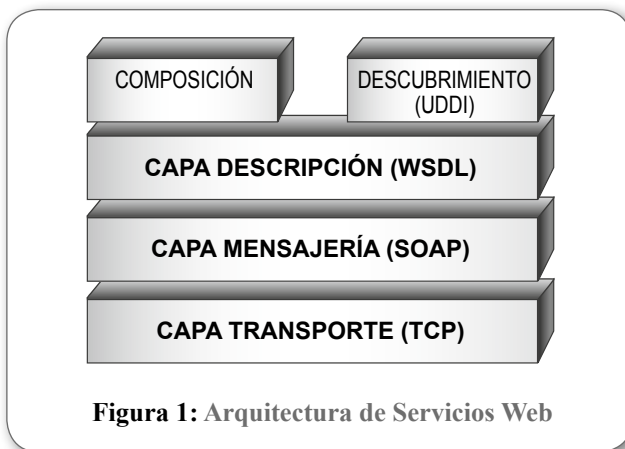 COMPOSICIÓN
DESCUBRIMIENTO
(UDDI)
CAPA DESCRIPCIÓN (WSDL)
CAPA MENSAJERÍA (SOAP)
CAPA TRANSPORTE (TCP)
Figura 1: Arquitectura de Servicios Web